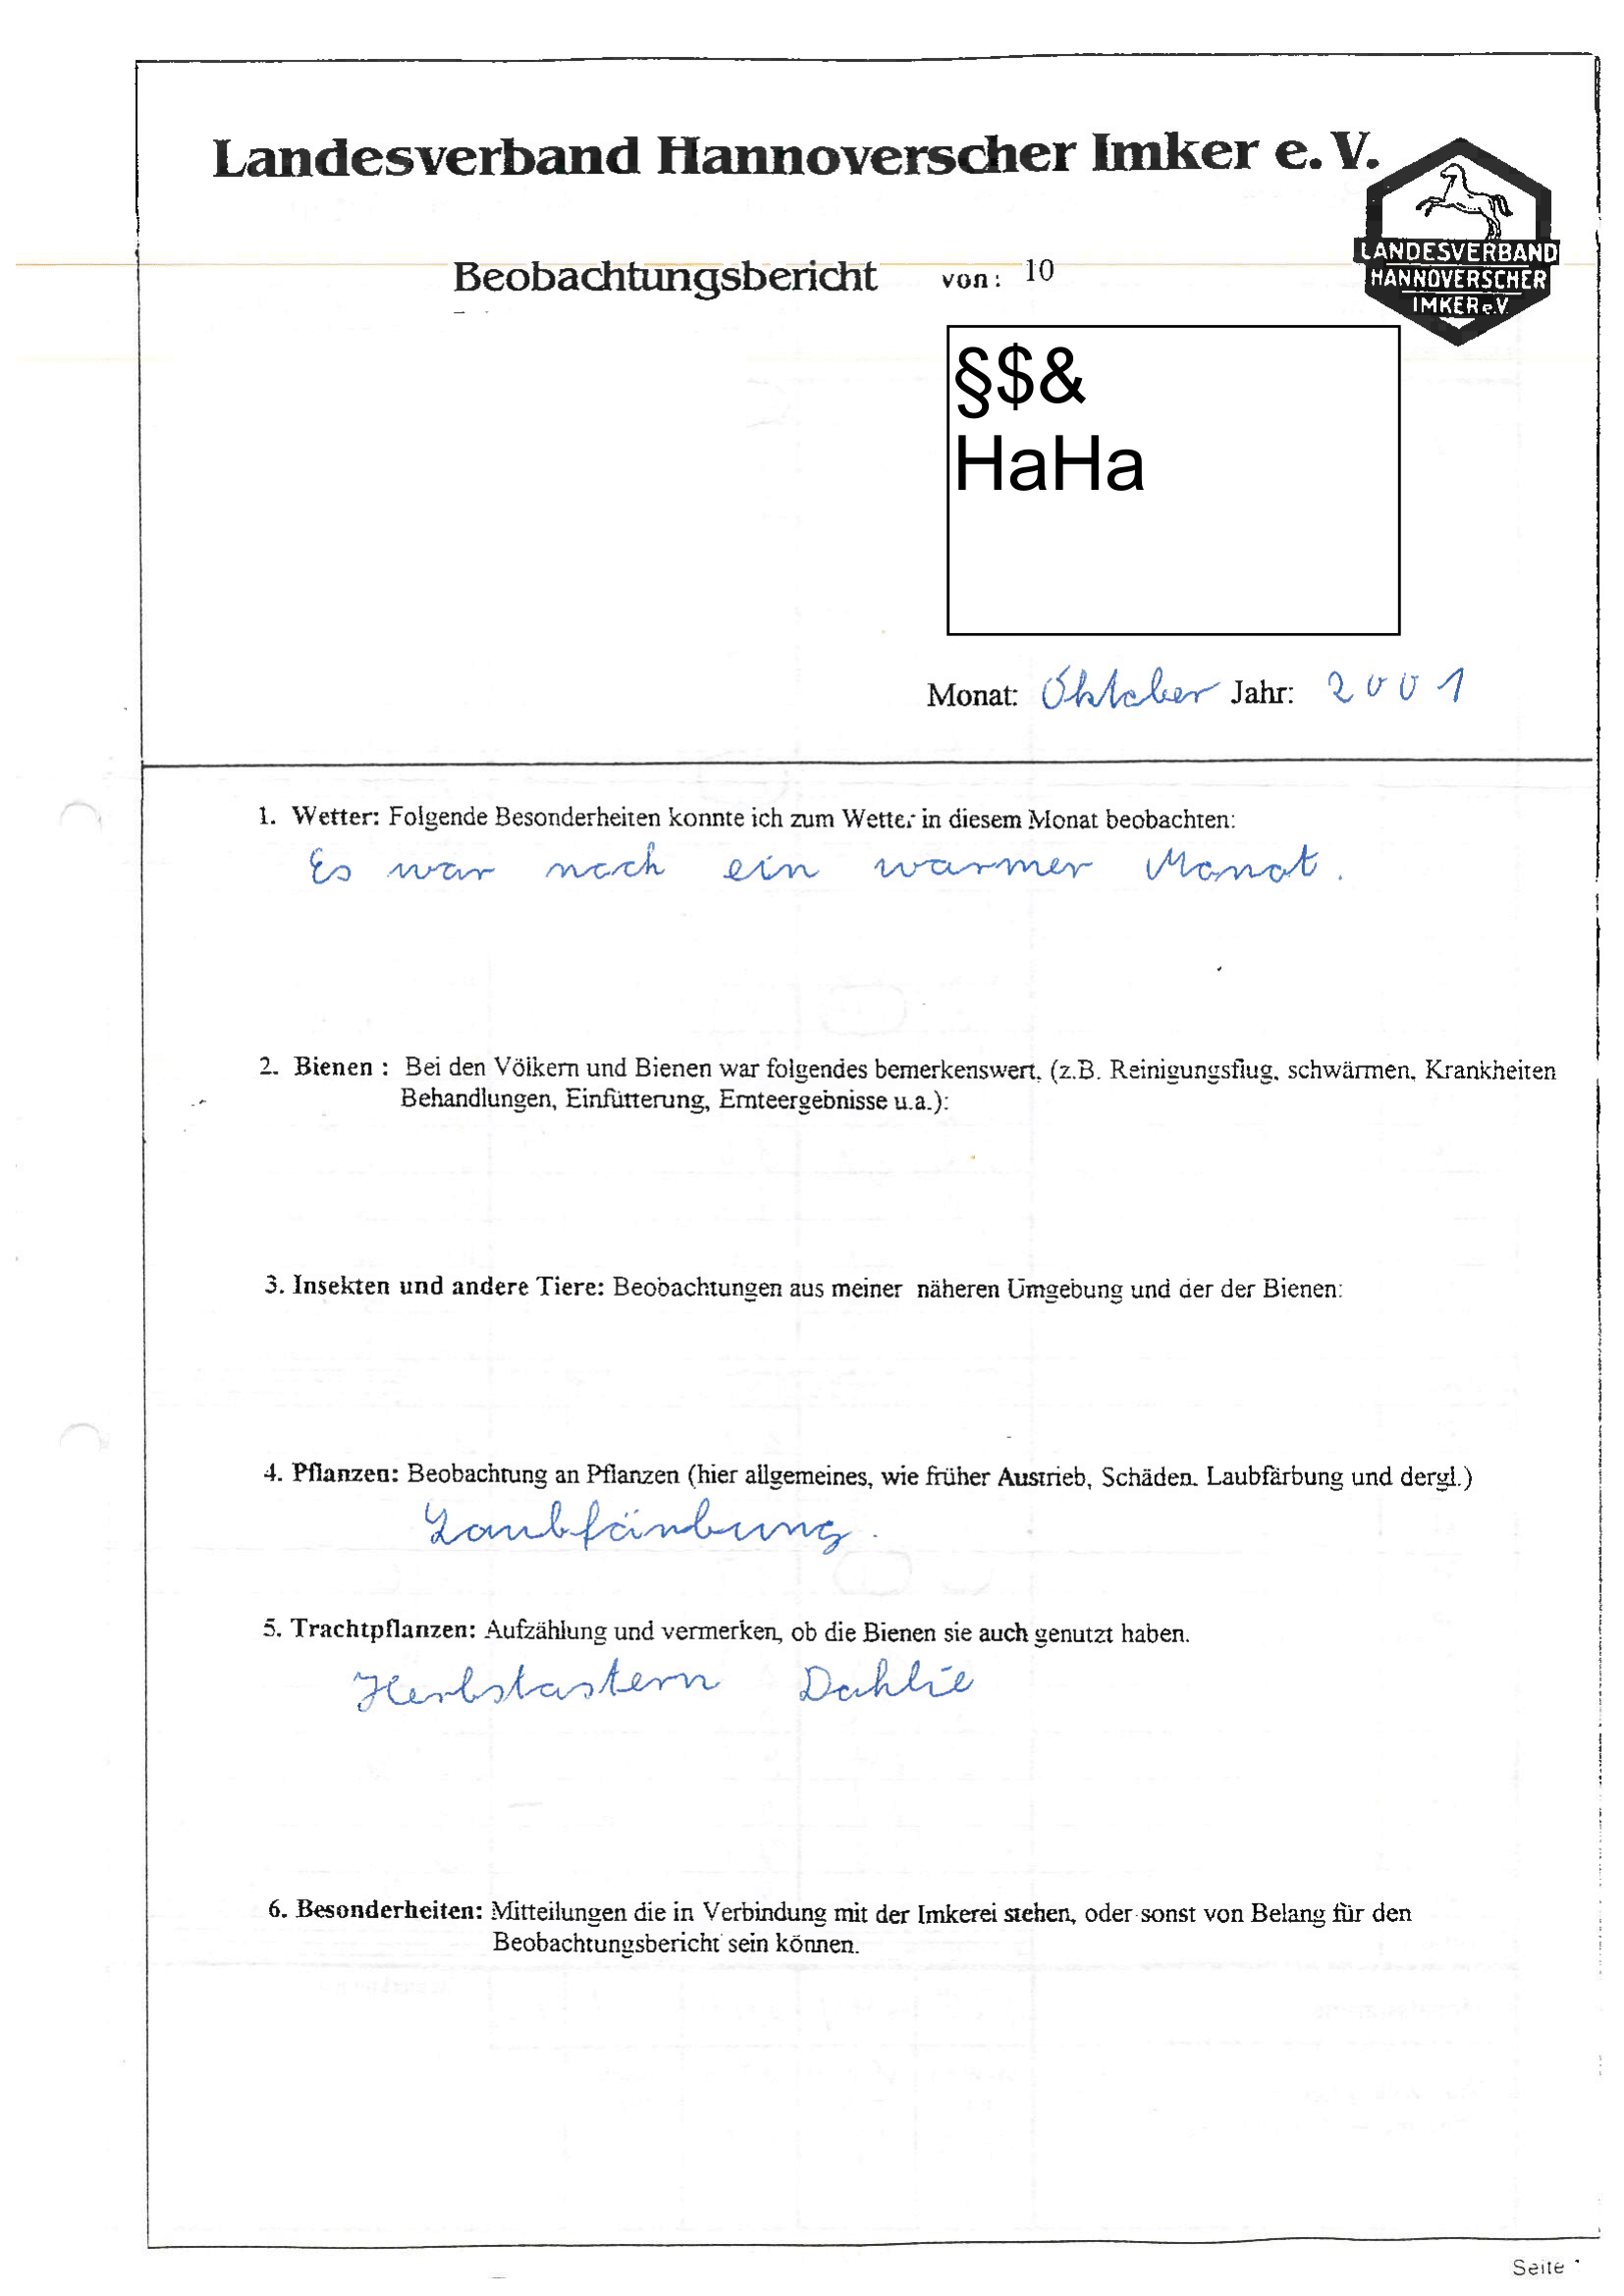 Landesverband Hannoverscher Imker e.V.
LANDESVERBAND
HANNOVERSCHER
IMKER e.V.
Beobachtungsbericht von: 10
§$&
HaHa
Monat: Oktober Jahr: 2001
1. Wetter: Folgende Besonderheiten konnte ich zum Wetter in diesem Monat beobachten:
Es war noch ein warmer Monat.
2. Bienen : Bei den Völkern und Bienen war folgendes bemerkenswert, (z.B. Reinigungsflug, schwärmen, Krankheiten
Behandlungen, Einfütterung, Ernteergebnisse u.a.):
3. Insekten und andere Tiere: Beobachtungen aus meiner näheren Umgebung und der der Bienen:
4. Pflanzen: Beobachtung an Pflanzen (hier allgemeines, wie früher Austrieb, Schäden. Laubfärbung und dergl.)
Laubfärbung.
5. Trachtpflanzen: Aufzählung und vermerken, ob die Bienen sie auch genutzt haben.
Herbstastern Dahlie
6. Besonderheiten: Mitteilungen die in Verbindung mit der Imkerei stehen, oder sonst von Belang für den
Beobachtungsbericht sein können.
Seite 1